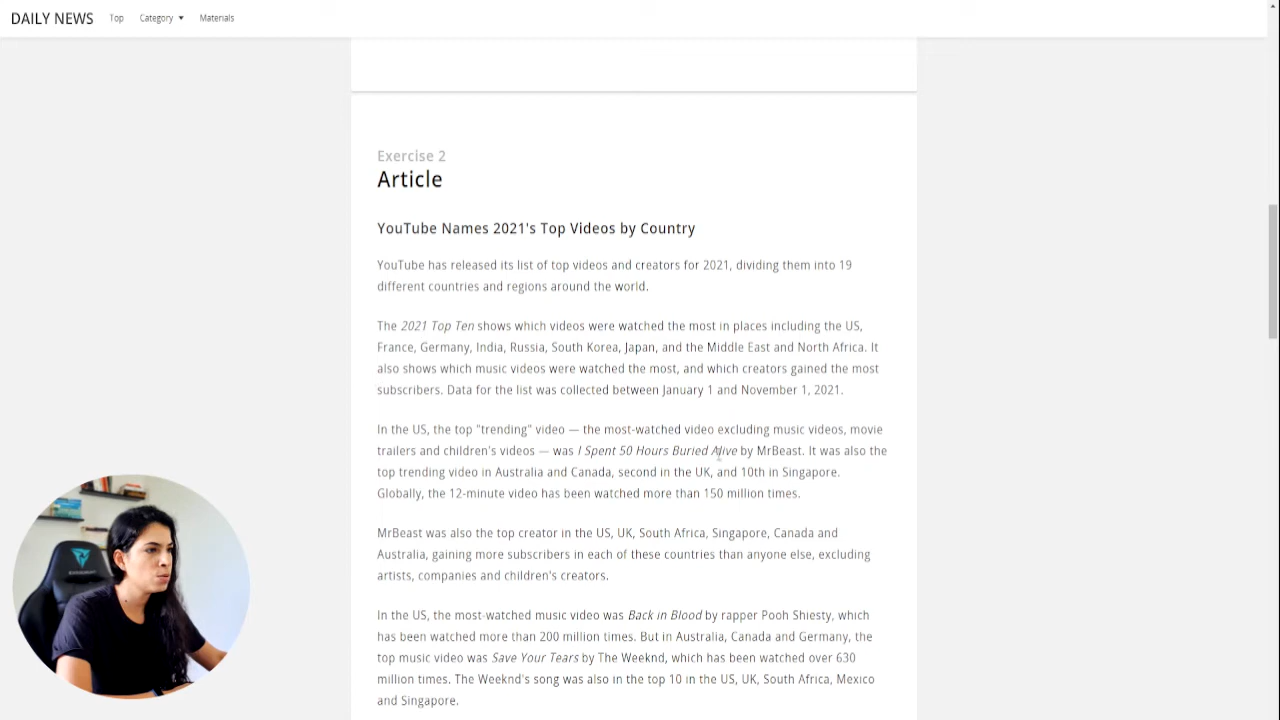 DAILY NEWS Top Category Materials
Exercise 2
Article
YouTube Names 2021's Top Videos by Country
YouTube has released its list of top videos and creators for 2021, dividing them into 19
different countries and regions around the world.
The 2021 Top Ten shows which videos were watched the most in places including the US,
France, Germany, India, Russia, South Korea, Japan, and the Middle East and North Africa. It
also shows which music videos were watched the most, and which creators gained the most
subscribers. Data for the list was collected between January 1 and November 1, 2021.
In the US, the top "trending" video — the most-watched video excluding music videos, movie
trailers and children's videos — was I Spent 50 Hours Buried Alive by MrBeast. It was also the
top trending video in Australia and Canada, second in the UK, and 10th in Singapore.
Globally, the 12-minute video has been watched more than 150 million times.
MrBeast was also the top creator in the US, UK, South Africa, Singapore, Canada and
Australia, gaining more subscribers in each of these countries than anyone else, excluding
artists, companies and children's creators.
In the US, the most-watched music video was Back in Blood by rapper Pooh Shiesty, which
has been watched more than 200 million times. But in Australia, Canada and Germany, the
top music video was Save Your Tears by The Weeknd, which has been watched over 630
million times. The Weeknd's song was also in the top 10 in the US, UK, South Africa, Mexico
and Singapore.